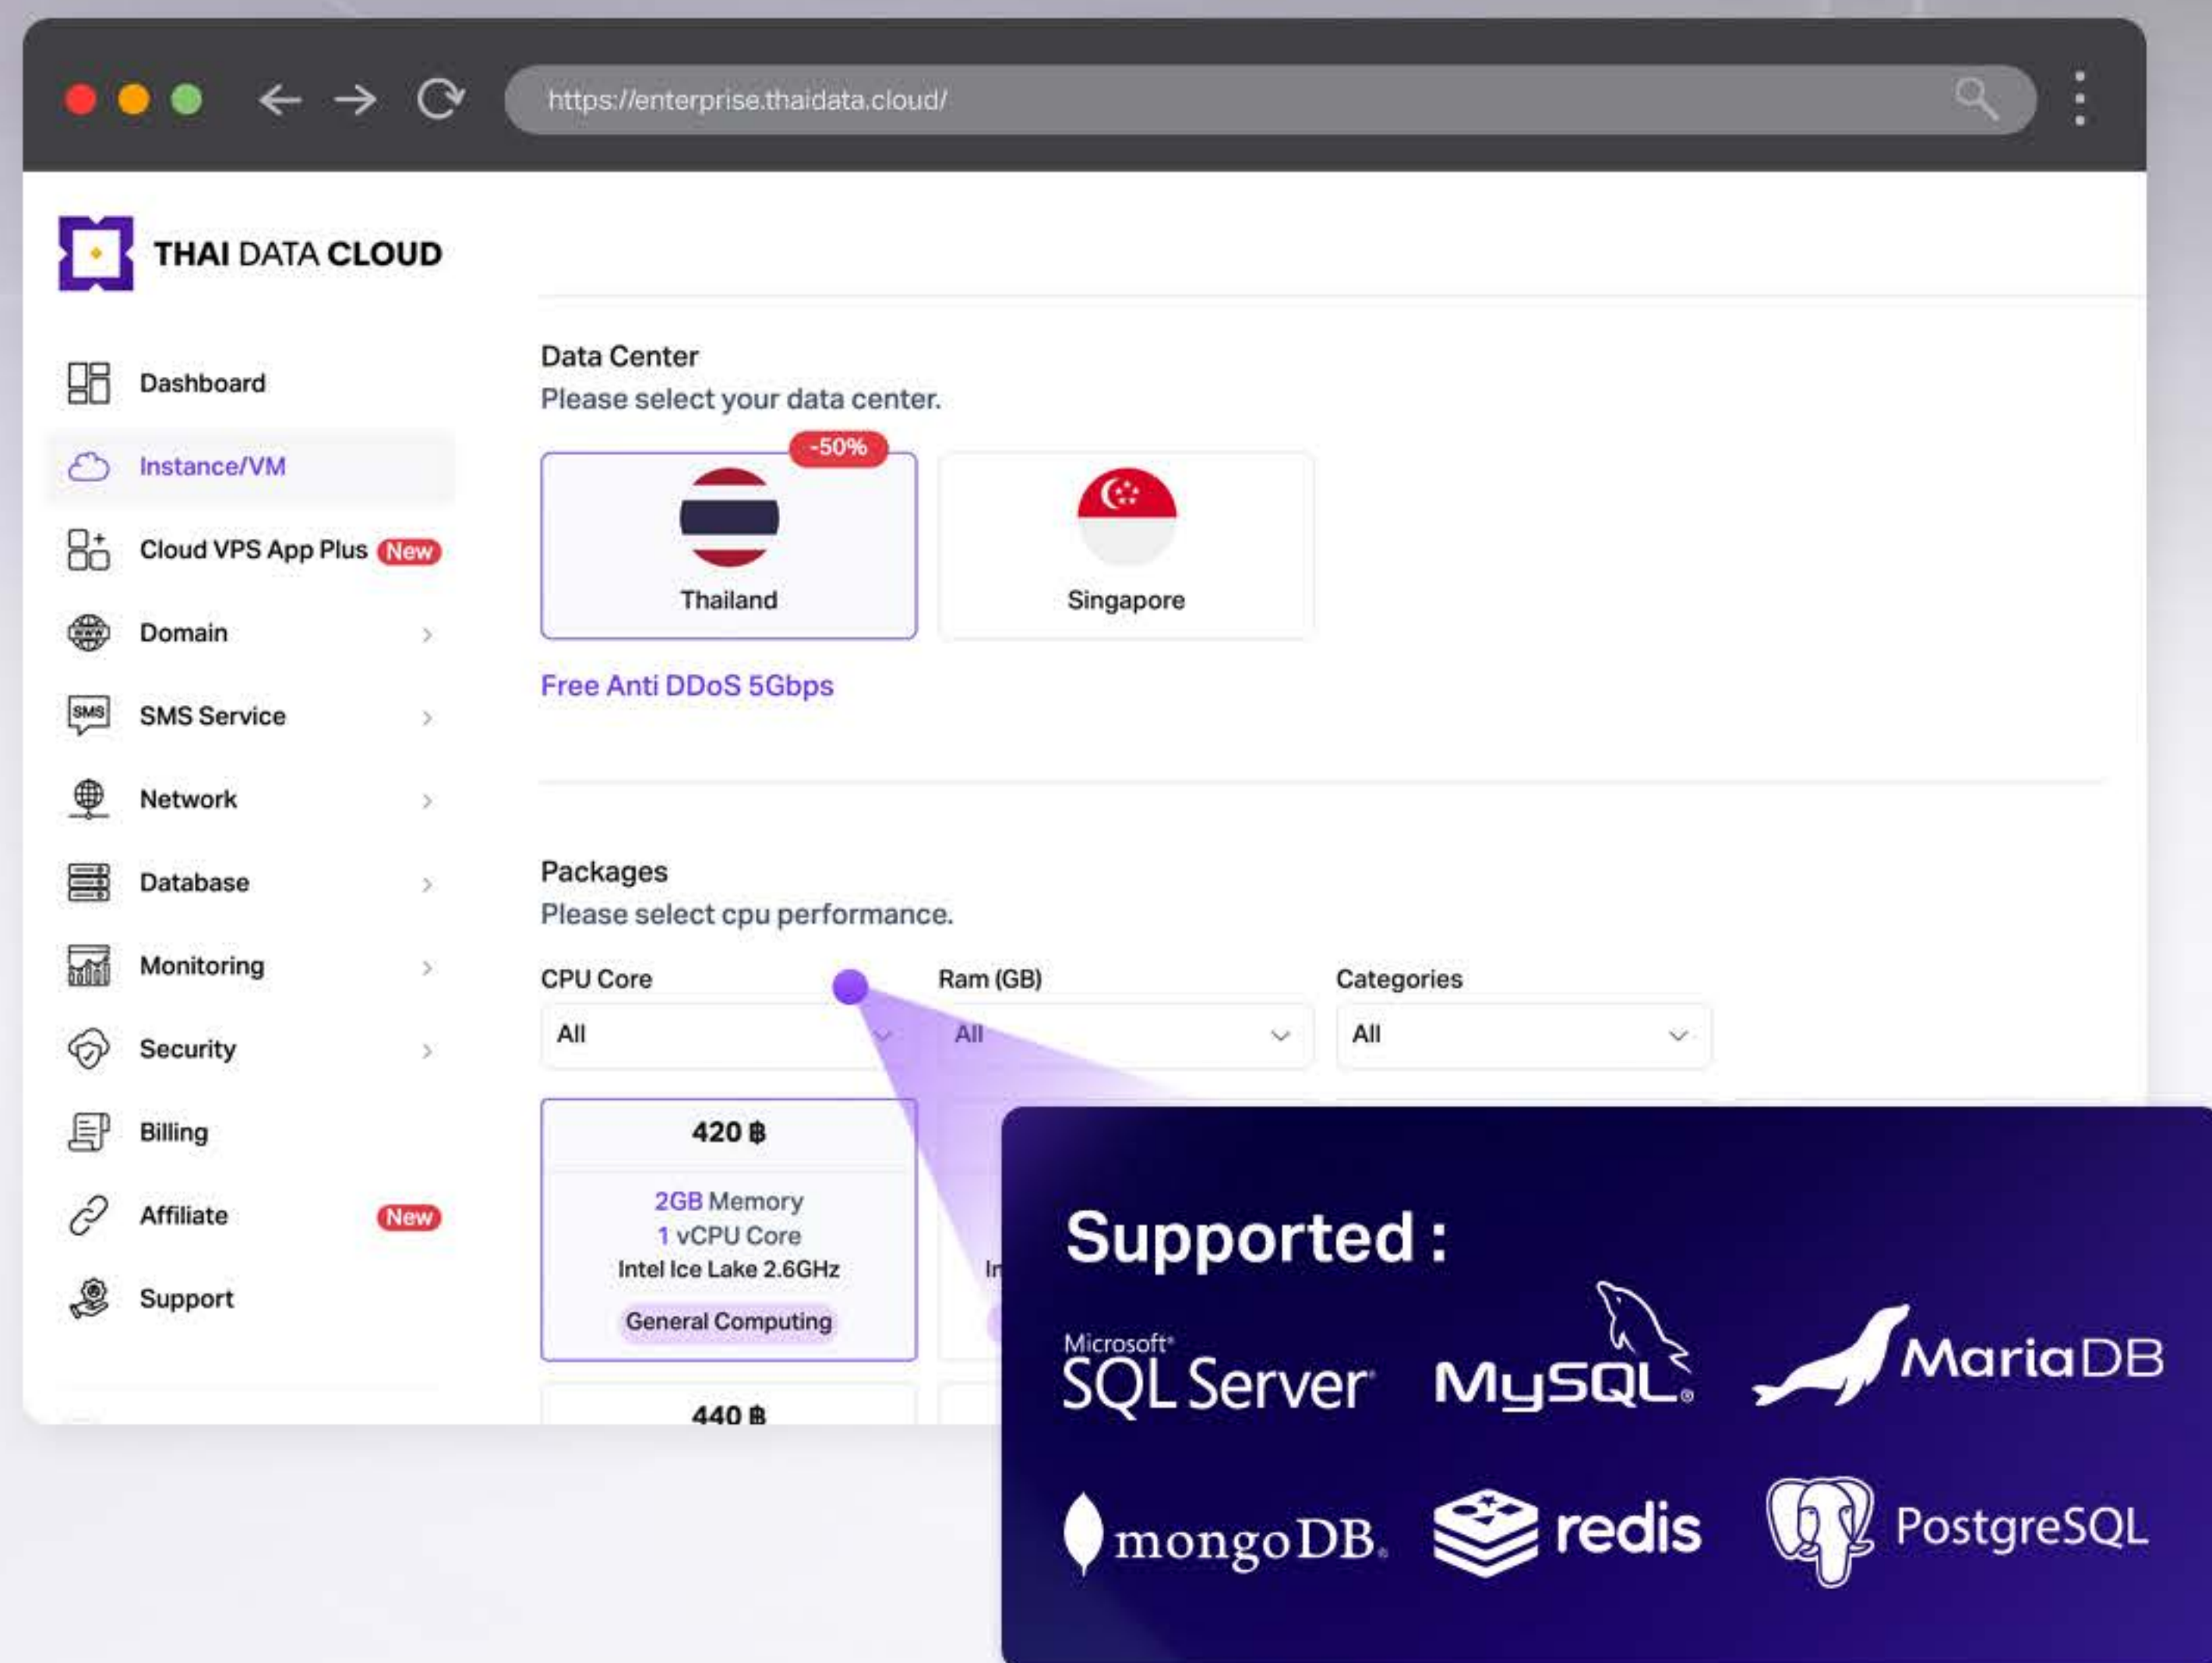 https://enterprise.thaidata.cloud/
THAI DATA CLOUD
Dashboard
Instance/VM
Cloud VPS App Plus New
Domain
SMS
SMS Service
Network
Database
Monitoring
Security
Billing
Affiliate New
Support
Data Center
Please select your data center.
-50%
Thailand
Singapore
Free Anti DDoS 5Gbps
Packages
Please select cpu performance.
CPU Core
All
Ram (GB)
All
Categories
All
420 ฿
2GB Memory
1 vCPU Core
Intel Ice Lake 2.6GHz
General Computing
440 ฿
Supported :
Microsoft®
SQL Server®
MySQL®
MariaDB
mongoDB®
redis
PostgreSQL